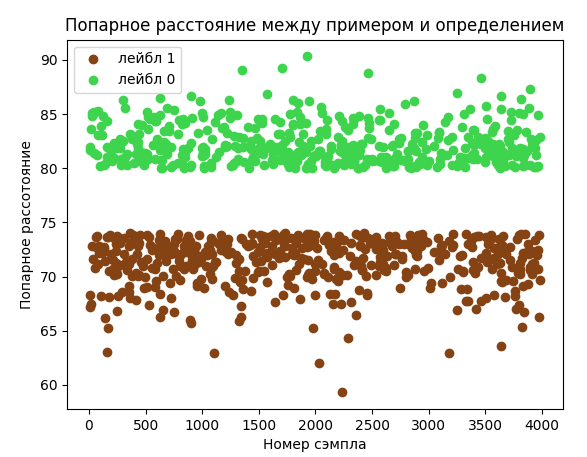 Попарное расстояние между примером и определением
лейбл 1
лейбл 0
90
85
80
75
70
65
60
Попарное рассотояние
0 500 1000 1500 2000 2500 3000 3500 4000
Номер сэмпла